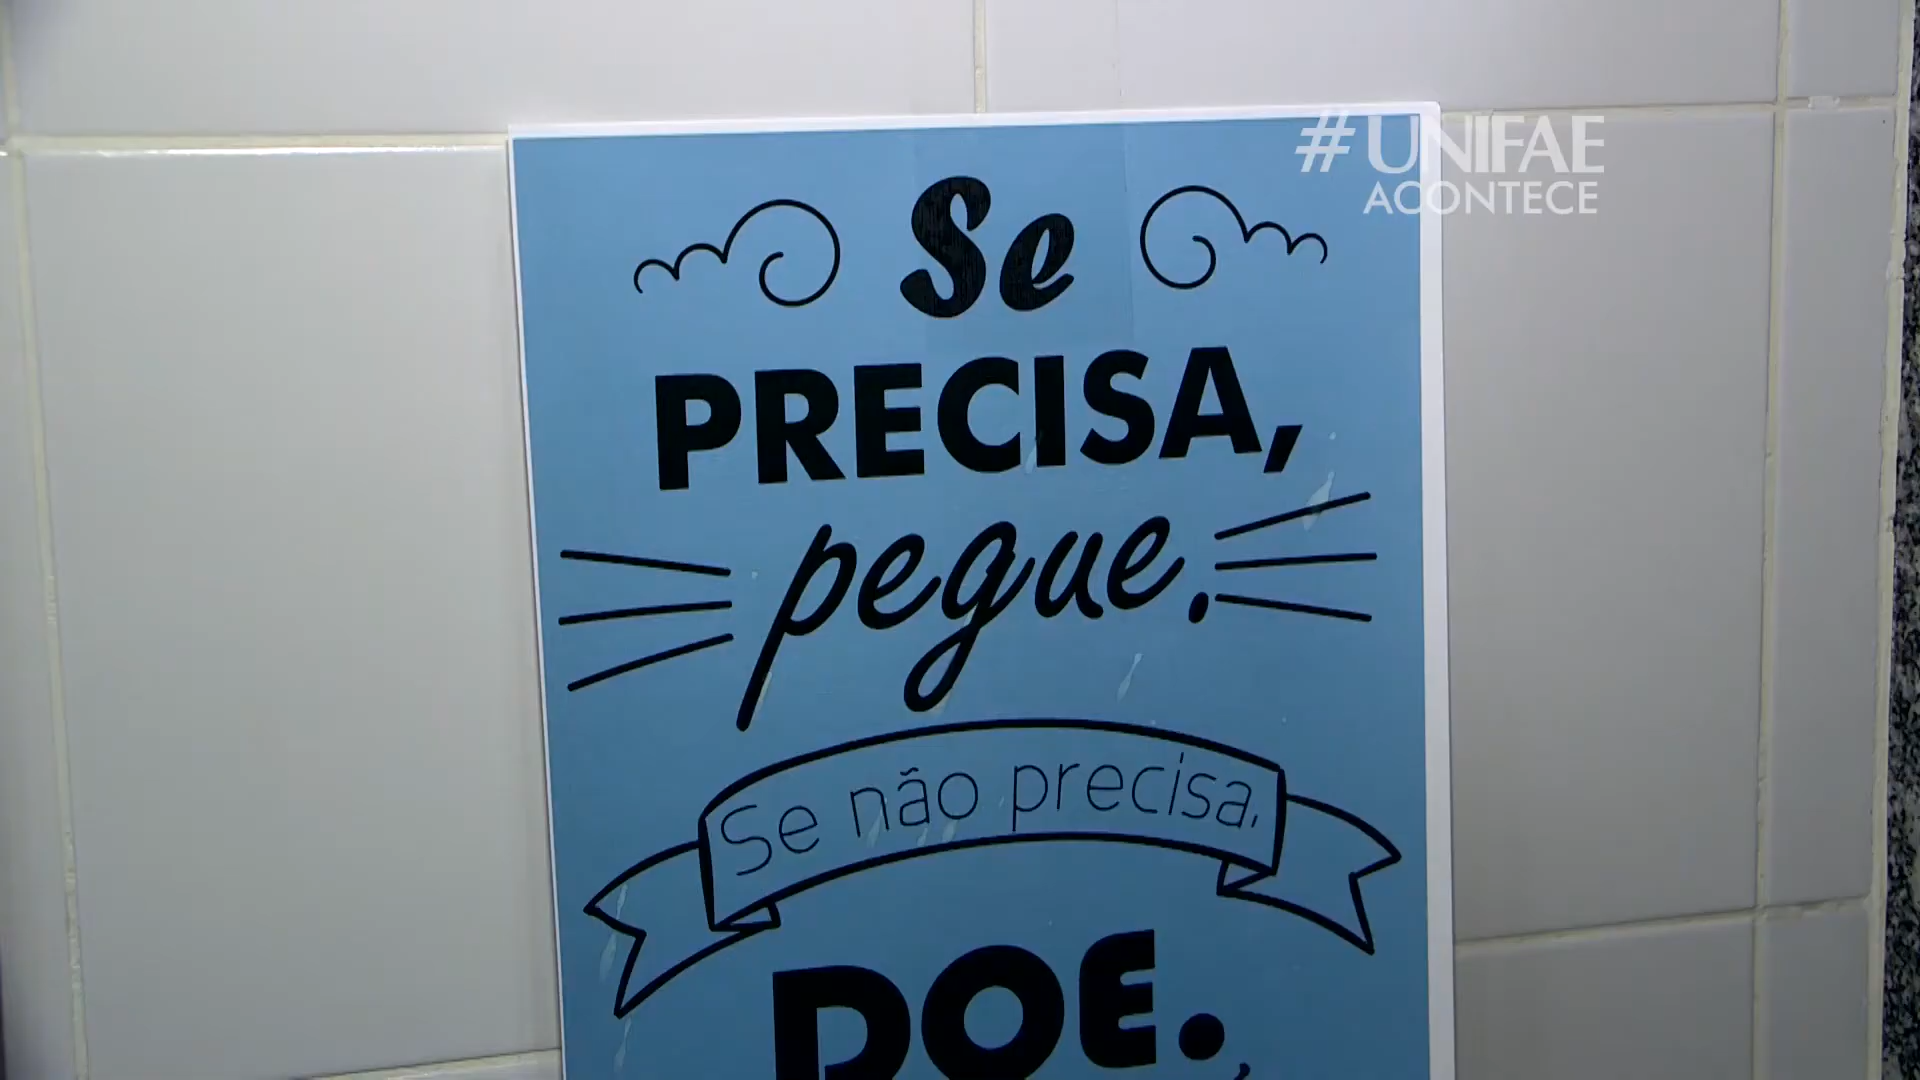 #UNIFAE
ACONTECE
Se
PRECISA,
pegue.
Se não precisa,
DOE.